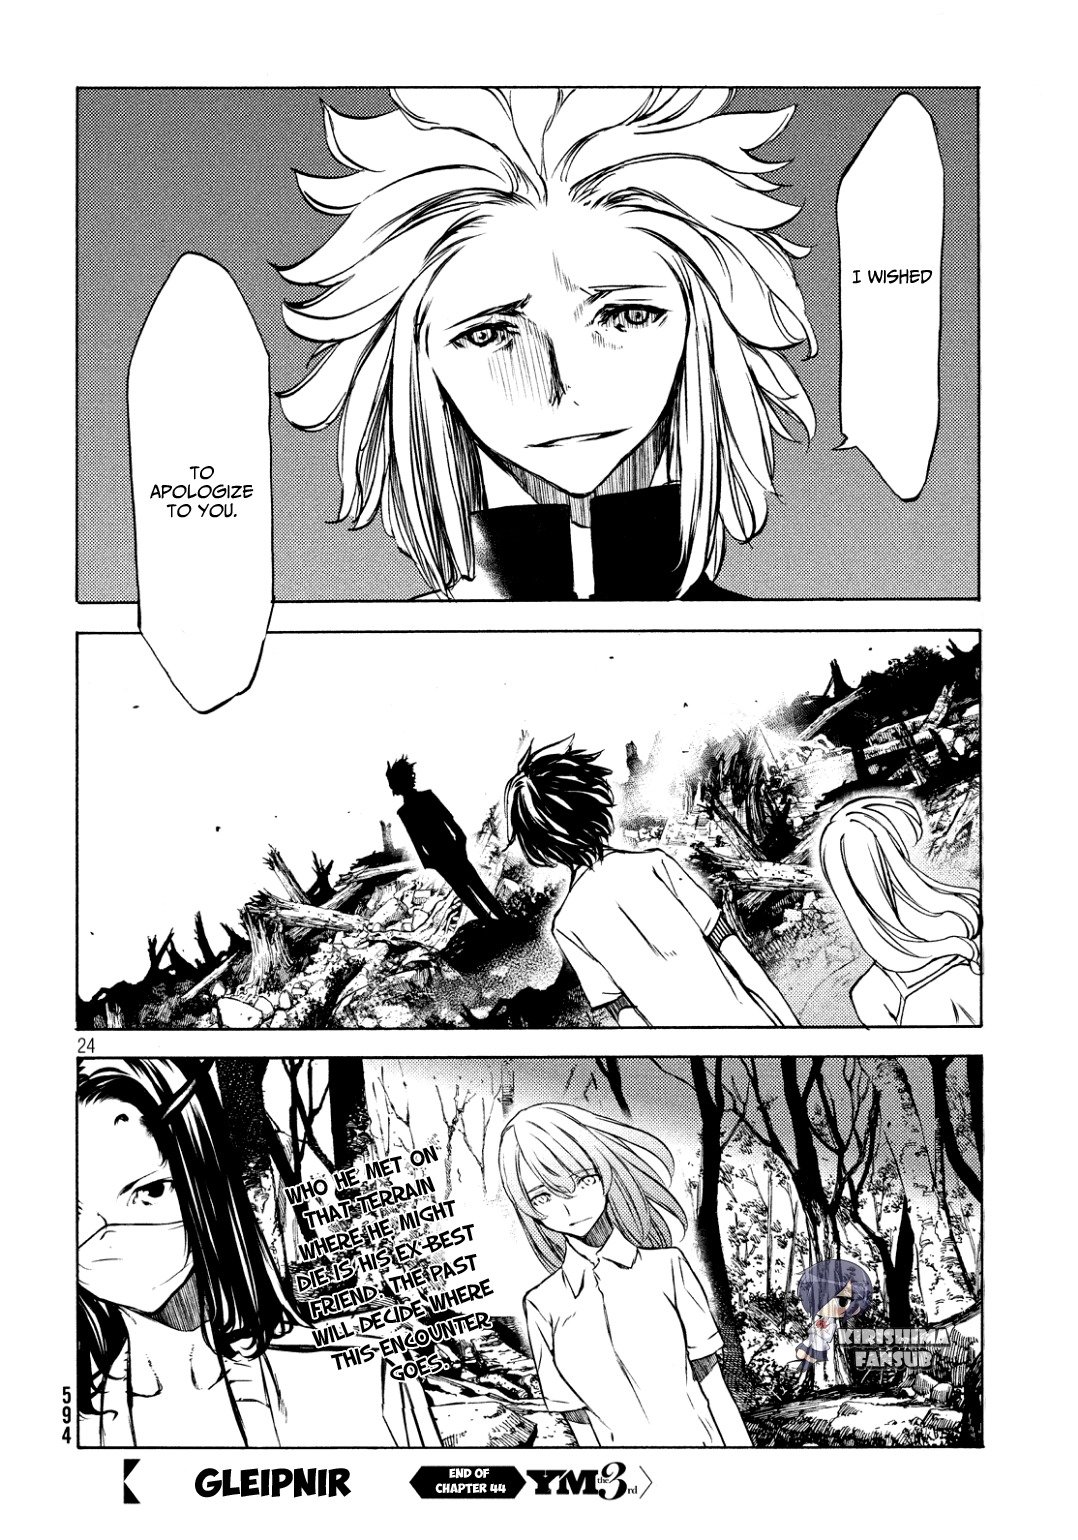 I WISHED
TO
APOLOGIZE
TO YOU.
24
WHO HE MET ON
THAT TERRAIN
WHERE HE MIGHT
DIE IS HIS EX-BEST
FRIEND. THE PAST
WILL DECIDE WHERE
THIS ENCOUNTER
GOES.
KIRISHIMA
FANSUB
594
GLEIPNIR
END OF
CHAPTER 44
YM the 3rd